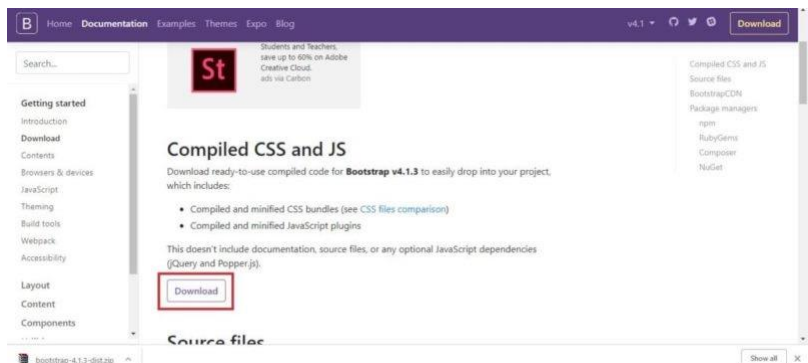 B Home Documentation Examples Themes Expo Blog v4.1 Download
Search...
Getting started
Introduction
Download
Contents
Browsers & devices
JavaScript
Theming
Build tools
Webpack
Accessibility
Layout
Content
Components
St
Students and Teachers,
save up to 60% on Adobe
Creative Cloud.
ads via Carbon
Compiled CSS and JS
Download ready-to-use compiled code for Bootstrap v4.1.3 to easily drop into your project,
which includes:
• Compiled and minified CSS bundles (see CSS files comparison)
• Compiled and minified JavaScript plugins
This doesn't include documentation, source files, or any optional JavaScript dependencies
(jQuery and Popper.js).
Download
Source files
Compiled CSS and JS
Source files
BootstrapCDN
Package managers
npm
RubyGems
Composer
NuGet
bootstrap-4.1.3-dist.zip
Show all